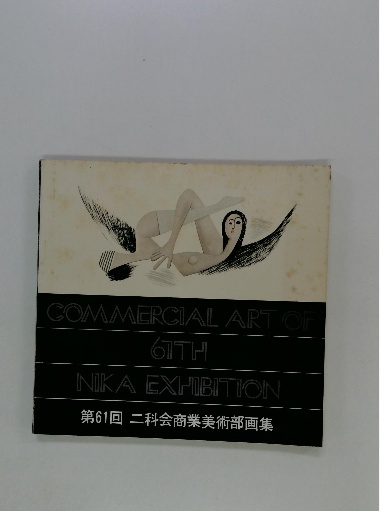 COMMERCIAL ART OF
61TH
NIKA EXHIBITION
第61回 二科会商業美術部画集